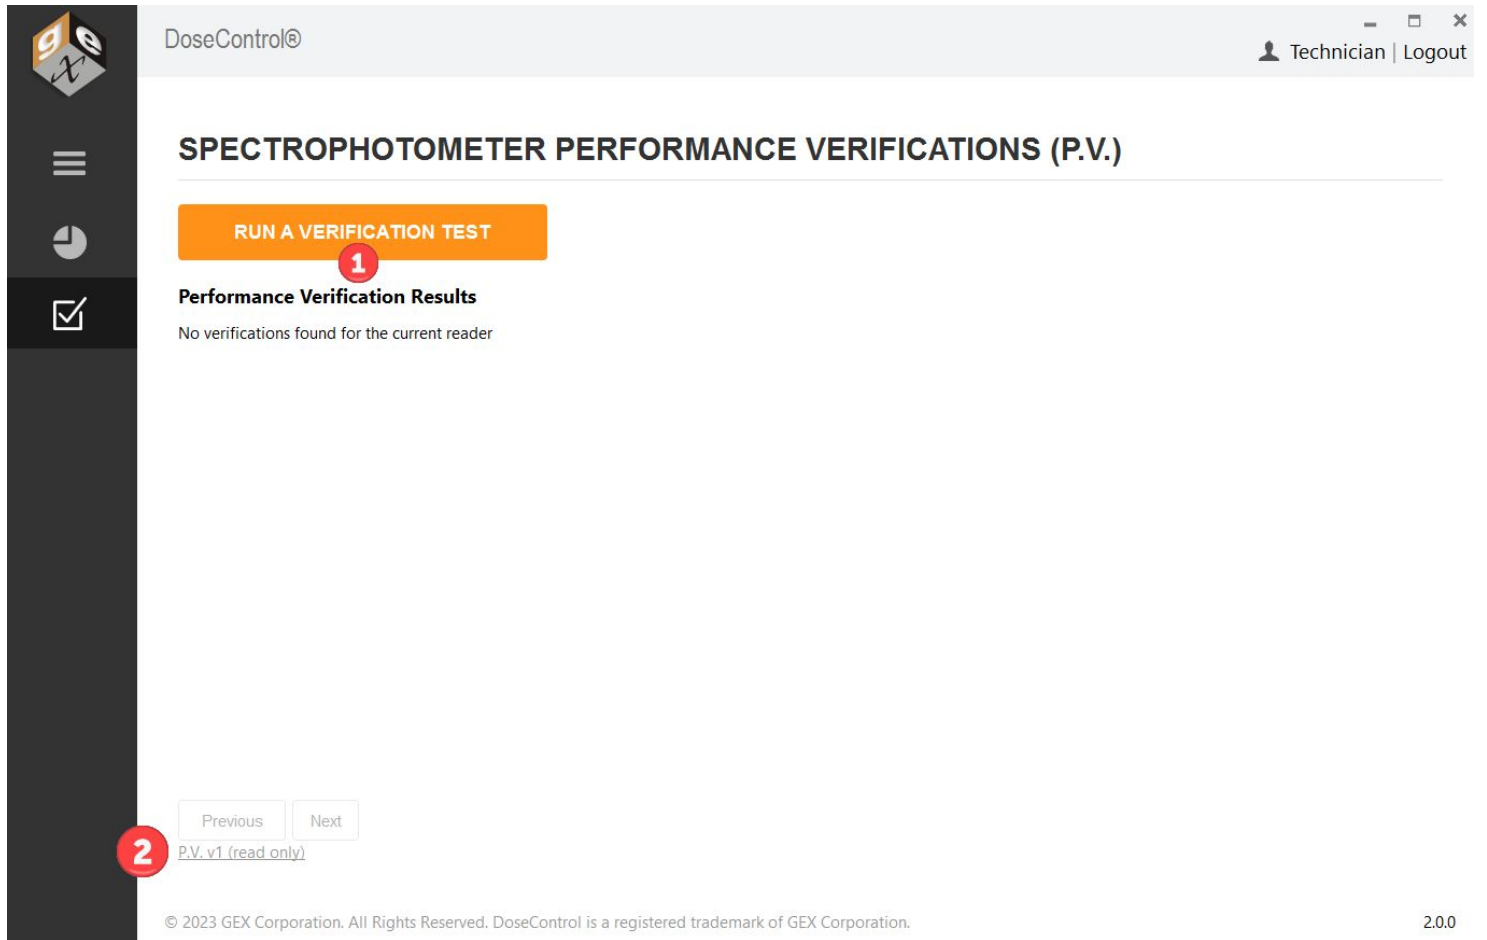 gex
DoseControl®
Technician | Logout
SPECTROPHOTOMETER PERFORMANCE VERIFICATIONS (P.V.)
RUN A VERIFICATION TEST
1
Performance Verification Results
No verifications found for the current reader
Previous Next
2
P.V. v1 (read only)
© 2023 GEX Corporation. All Rights Reserved. DoseControl is a registered trademark of GEX Corporation. 2.0.0